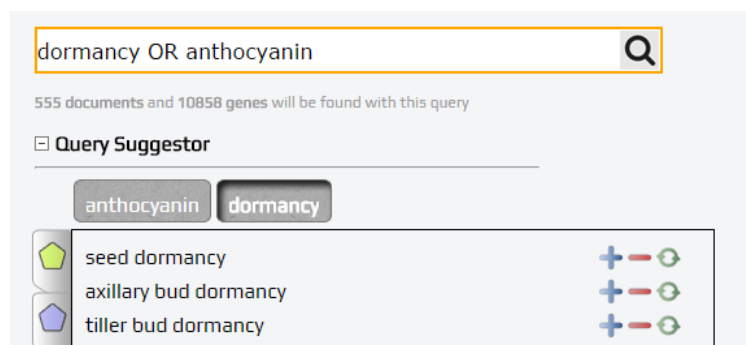 dormancy OR anthocyanin
555 documents and 10858 genes will be found with this query
Query Suggestor
anthocyanin dormancy
seed dormancy
axillary bud dormancy
tiller bud dormancy